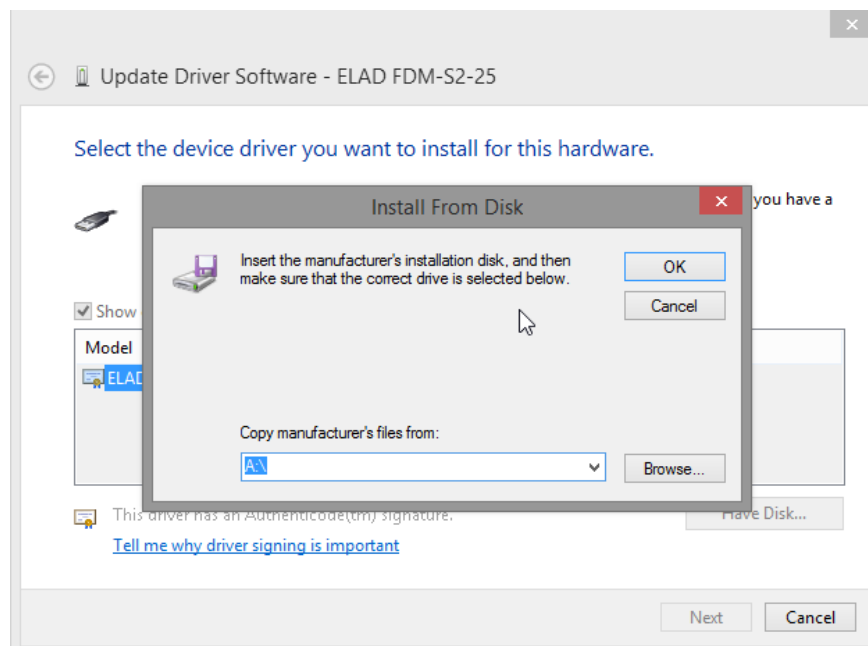 Update Driver Software - ELAD FDM-S2-25
Select the device driver you want to install for this hardware.
you have a
Install From Disk
Insert the manufacturer's installation disk, and then
make sure that the correct drive is selected below.
OK
Cancel
Show
Model
ELAD
Copy manufacturer's files from:
A:\
Browse...
This driver has an Authenticode(tm) signature.
Have Disk...
Tell me why driver signing is important
Next
Cancel